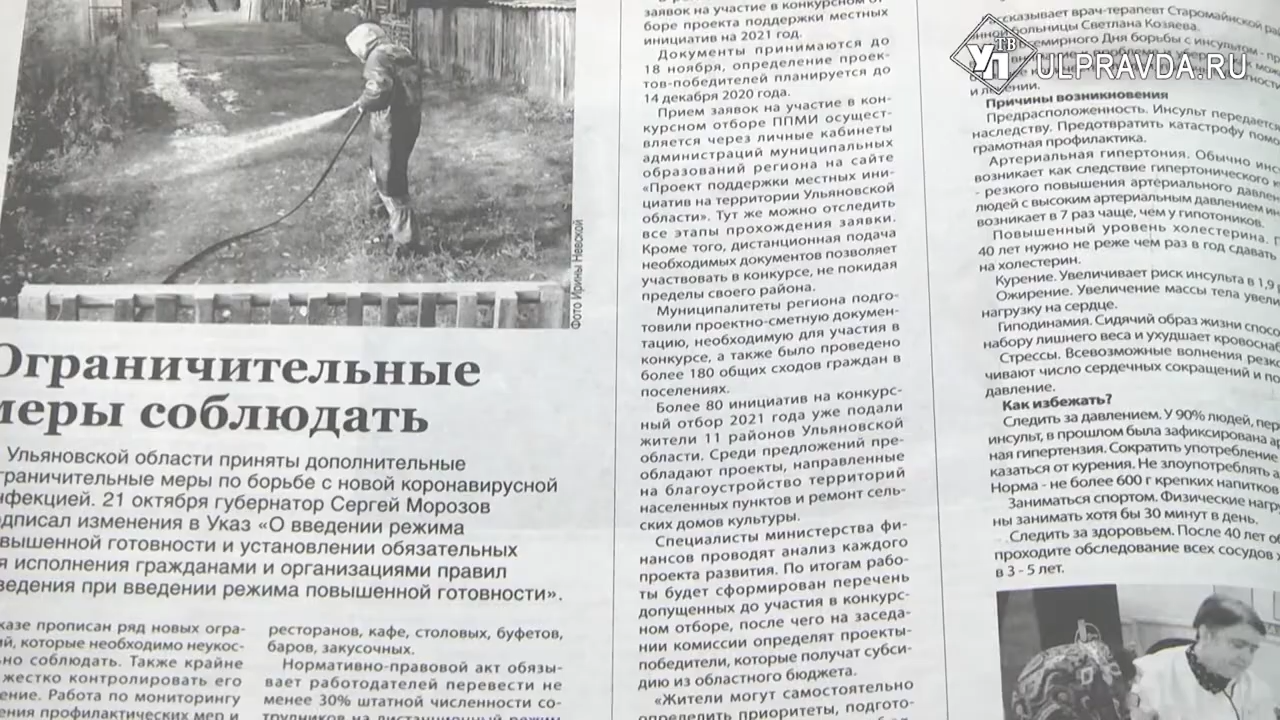 УП ТВ
ULPRAVDA.RU
Фото Ирины Невской
Ограничительные
меры соблюдать
Ульяновской области приняты дополнительные
граничительные меры по борьбе с новой коронавирусной
нфекцией. 21 октября губернатор Сергей Морозов
одписал изменения в Указ «О введении режима
овышенной готовности и установлении обязательных
я исполнения гражданами и организациями правил
ведения при введении режима повышенной готовности».
казе прописан ряд новых огра-
ий, которые необходимо неукос-
но соблюдать. Также крайне
жестко контролировать его
ение. Работа по мониторингу
ения профилактических мер и
ресторанов, кафе, столовых, буфетов,
баров, закусочных.
Нормативно-правовой акт обязы-
вает работодателей перевести не
менее 30% штатной численности со-
трудников на дистанционный режим
заявок на участие в конкурсном от-
боре проекта поддержки местных
инициатив на 2021 год.
Документы принимаются до
18 ноября, определение проек-
тов-победителей планируется до
14 декабря 2020 года.
Прием заявок на участие в кон-
курсном отборе ППМИ осущест-
вляется через личные кабинеты
администраций муниципальных
образований региона на сайте
«Проект поддержки местных ини-
циатив на территории Ульяновской
области». Тут же можно отследить
все этапы прохождения заявки.
Кроме того, дистанционная подача
необходимых документов позволяет
участвовать в конкурсе, не покидая
пределы своего района.
Муниципалитеты региона подго-
товили проектно-сметную докумен-
тацию, необходимую для участия в
конкурсе, а также было проведено
более 180 общих сходов граждан в
поселениях.
Более 80 инициатив на конкурс-
ный отбор 2021 года уже подали
жители 11 районов Ульяновской
области. Среди предложений пре-
обладают проекты, направленные
на благоустройство территорий
населенных пунктов и ремонт сель-
ских домов культуры.
Специалисты министерства фи-
нансов проводят анализ каждого
проекта развития. По итогам рабо-
ты будет сформирован перечень
допущенных до участия в конкурс-
ном отборе, после чего на заседа-
нии комиссии определят проекты-
победители, которые получат субси-
дию из областного бюджета.
«Жители могут самостоятельно
определить приоритеты, подгото-
ссказывает врач-терапевт Старомайнской
больницы Светлана Козяева.
семирного Дня борьбы с инсультом
и лечении.
Причины возникновения
Предрасположенность. Инсульт передается
наследству. Предотвратить катастрофу помо
грамотная профилактика.
Артериальная гипертония. Обычно инс
возникает как следствие гипертонического к
- резкого повышения артериального давлен
людей с высоким артериальным давлением ин
возникает в 7 раз чаще, чем у гипотоников.
Повышенный уровень холестерина. П
40 лет нужно не реже чем раз в год сдавать
на холестерин.
Курение. Увеличивает риск инсульта в 1,9
Ожирение. Увеличение массы тела увели
нагрузку на сердце.
Гиподинамия. Сидячий образ жизни спосо
набору лишнего веса и ухудшает кровоснаб
Стрессы. Всевозможные волнения резко
чивают число сердечных сокращений и по
давление.
Как избежать?
Следить за давлением. У 90% людей, пер
инсульт, в прошлом была зафиксирована ар
ная гипертензия. Сократить употребление
казаться от курения. Не злоупотреблять а
Норма - не более 600 г крепких напитков
Заниматься спортом. Физические нагр
ны занимать хотя бы 30 минут в день.
Следить за здоровьем. После 40 лет об
проходите обследование всех сосудов
в 3 - 5 лет.